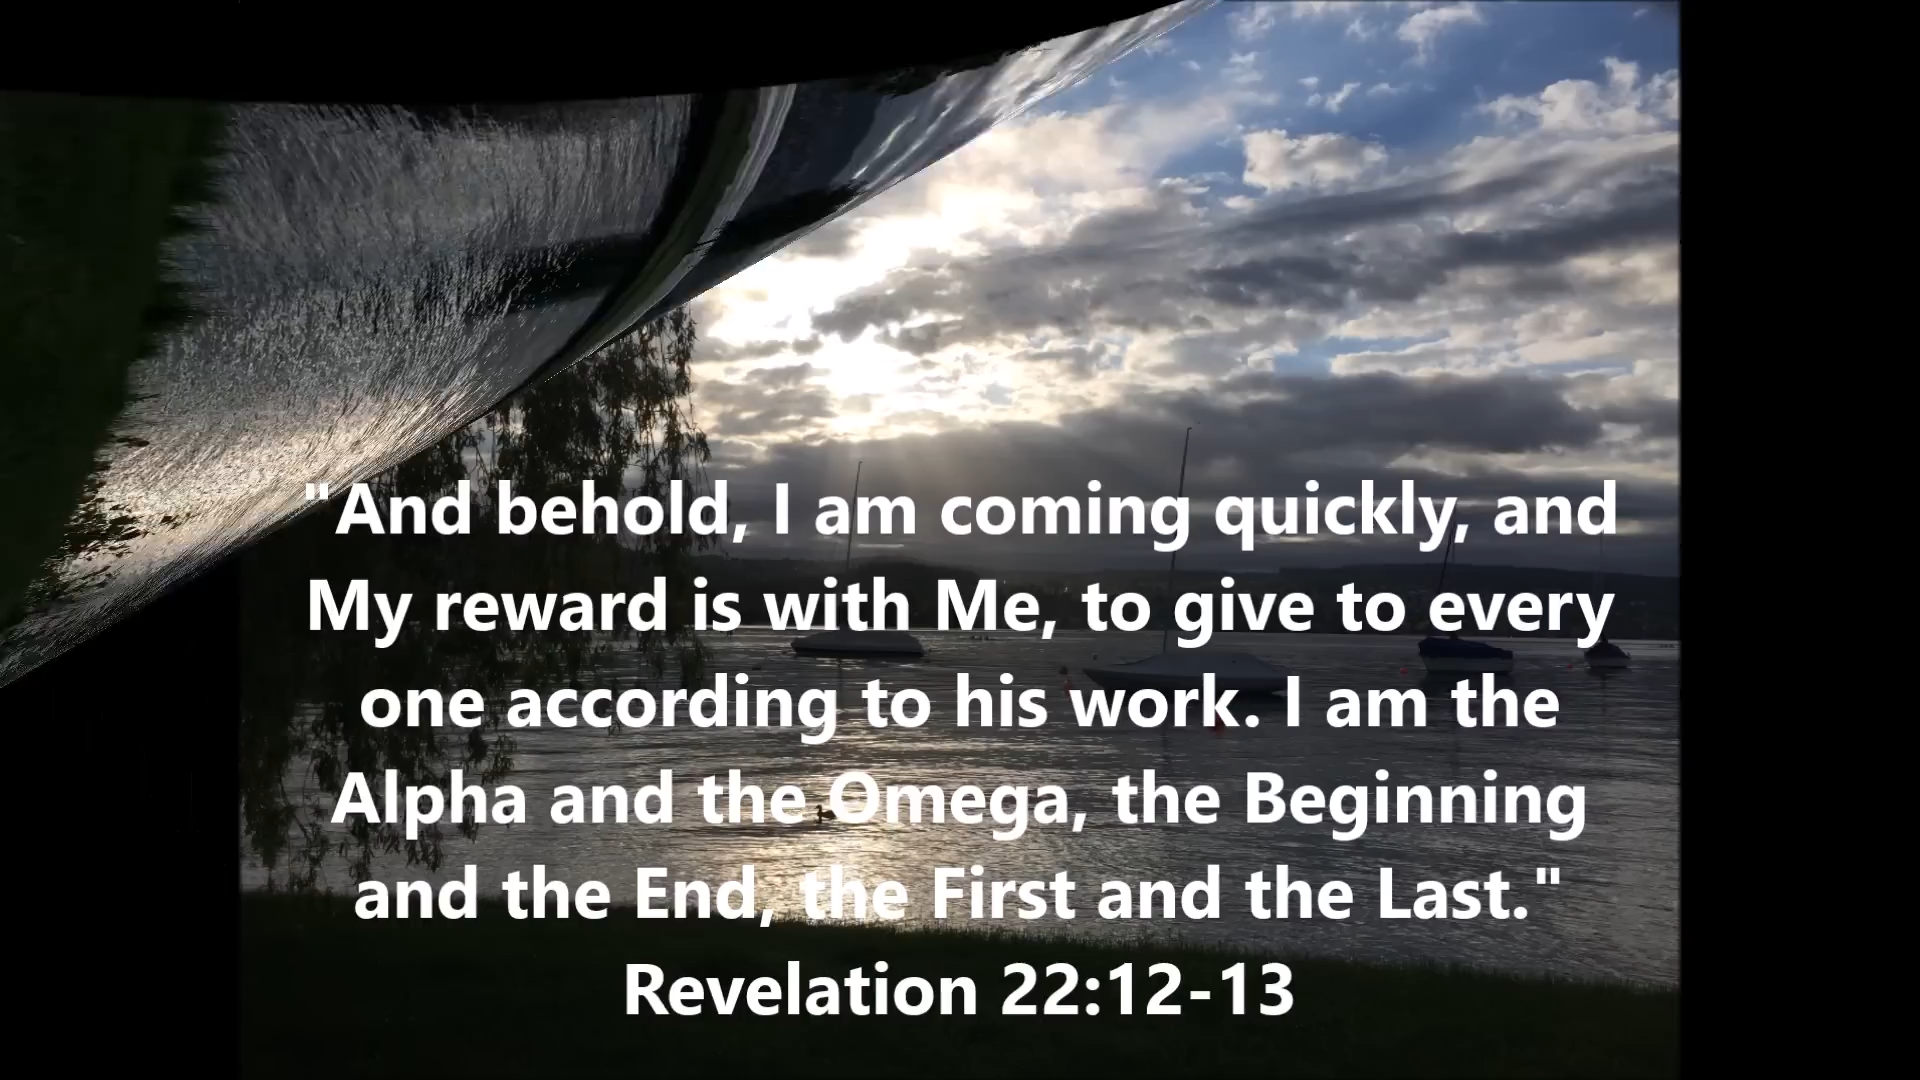 "And behold, I am coming quickly, and
My reward is with Me, to give to every
one according to his work. I am the
Alpha and the Omega, the Beginning
and the End, the First and the Last."
Revelation 22:12-13